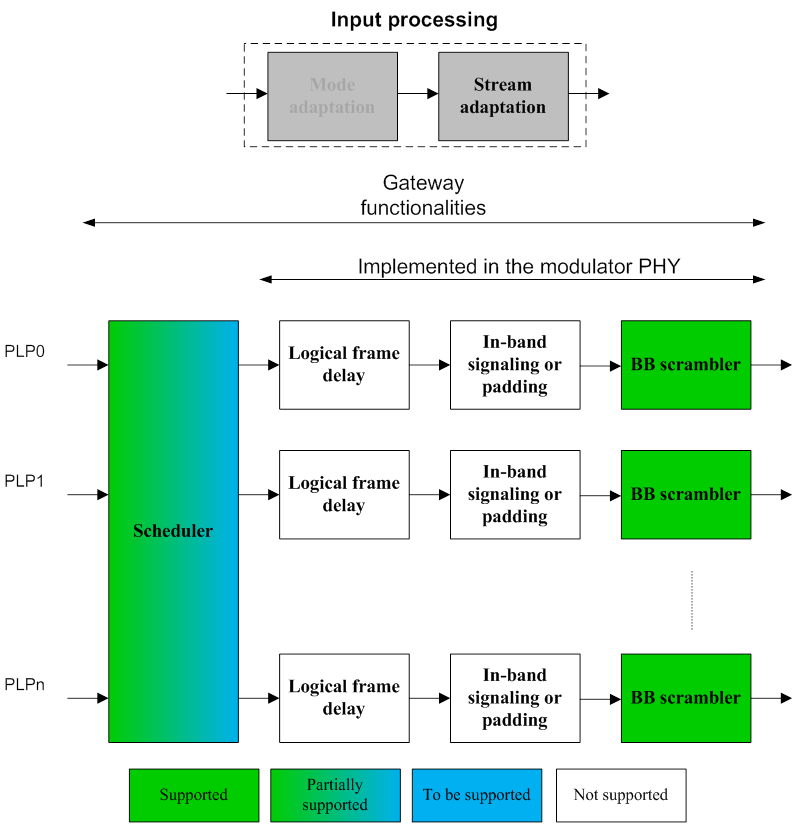 Input processing
Mode
adaptation
Stream
adaptation
Gateway
functionalities
Implemented in the modulator PHY
PLP0
Logical frame
delay
In-band
signaling or
padding
BB scrambler
PLP1
Logical frame
delay
In-band
signaling or
padding
BB scrambler
Scheduler
PLPn
Logical frame
delay
In-band
signaling or
padding
BB scrambler
Supported
Partially
supported
To be supported
Not supported